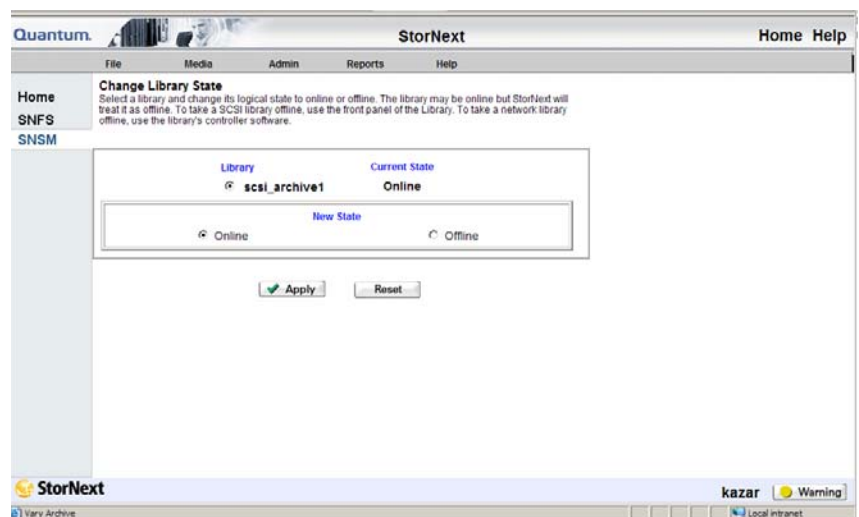 Quantum.
StorNext
Home Help
File Media Admin Reports Help
Home
SNFS
SNSM
Change Library State
Select a library and change its logical state to online or offline. The library may be online but StorNext will
treat it as offline. To take a SCSI library offline, use the front panel of the Library. To take a network library
offline, use the library's controller software.
Library Current State
scsi_archive1 Online
New State
Online Offline
Apply Reset
StorNext
kazar Warning
Vary Archive Local intranet